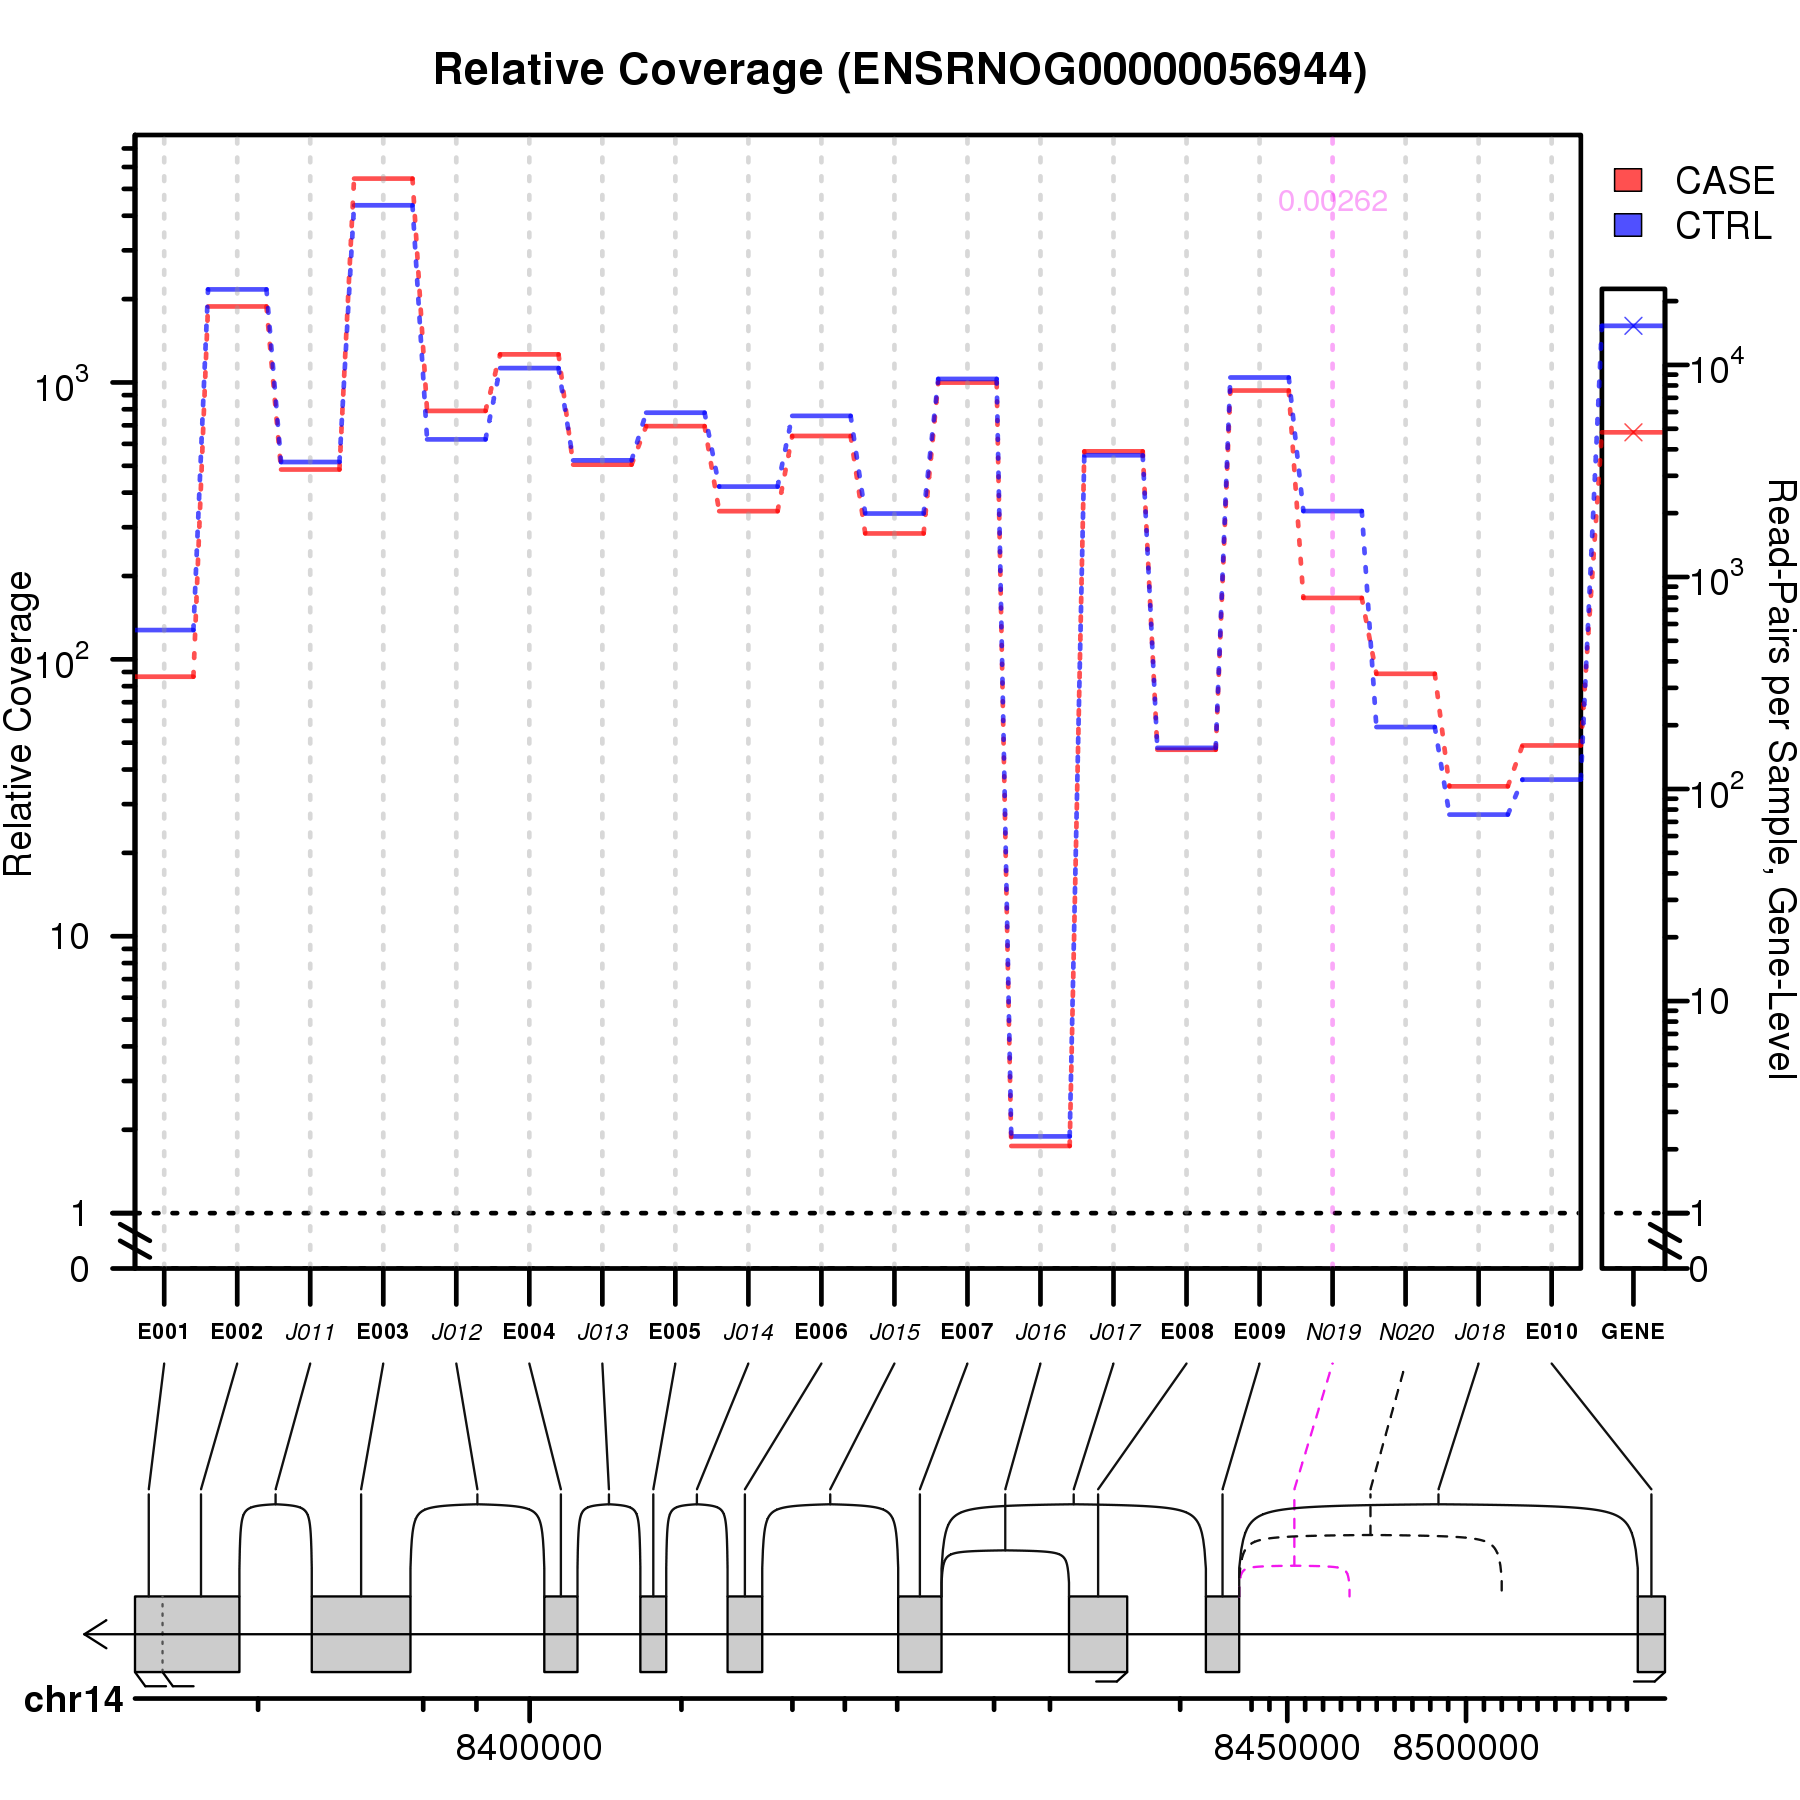 Relative Coverage (ENSRNOG00000056944)
CASE
CTRL
0.00262
Relative Coverage
10³
10²
10
1
0
10⁴
10³
10²
10
1
0
Read-Pairs per Sample, Gene-Level
E001 E002 J011 E003 J012 E004 J013 E005 J014 E006 J015 E007 J016 J017 E008 E009 N019 N020 J018 E010 GENE
chr14
8400000 8450000 8500000